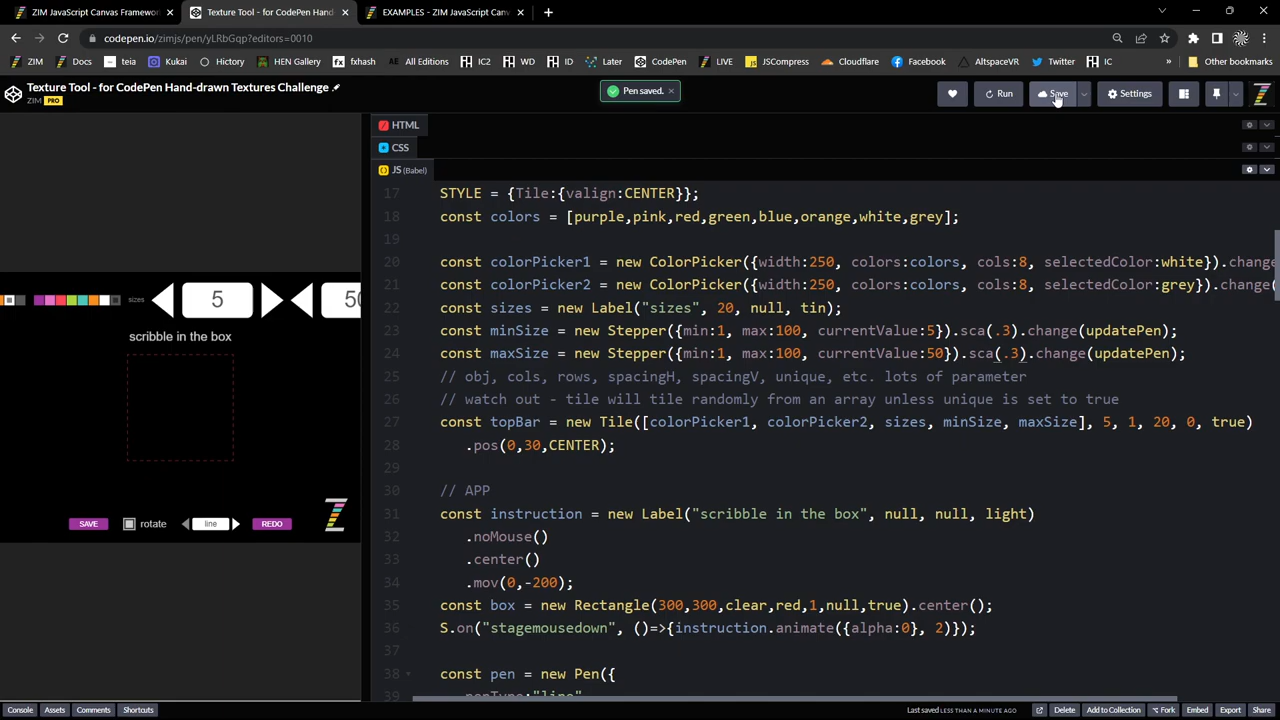 ZIM JavaScript Canvas Framewor
Texture Tool - for CodePen Hand
EXAMPLES - ZIM JavaScript Canv
codepen.io/zimjs/pen/yLRbGqp?editors=0010
ZIM Docs teia Kukai History HEN Gallery fxhash All Editions IC2 WD ID Later CodePen LIVE JSCompress Cloudflare Facebook AltspaceVR Twitter IC » Other bookmarks
Texture Tool - for CodePen Hand-drawn Textures Challenge
ZIM PRO
Pen saved. ×
Run Save Settings
HTML
CSS
JS (Babel)
17 STYLE = {Tile:{valign:CENTER}};
18 const colors = [purple,pink,red,green,blue,orange,white,grey];
19
20 const colorPicker1 = new ColorPicker({width:250, colors:colors, cols:8, selectedColor:white}).change
21 const colorPicker2 = new ColorPicker({width:250, colors:colors, cols:8, selectedColor:grey}).change(
22 const sizes = new Label("sizes", 20, null, tin);
23 const minSize = new Stepper({min:1, max:100, currentValue:5}).sca(.3).change(updatePen);
24 const maxSize = new Stepper({min:1, max:100, currentValue:50}).sca(.3).change(updatePen);
25 // obj, cols, rows, spacingH, spacingV, unique, etc. lots of parameter
26 // watch out - tile will tile randomly from an array unless unique is set to true
27 const topBar = new Tile([colorPicker1, colorPicker2, sizes, minSize, maxSize], 5, 1, 20, 0, true)
28 .pos(0,30,CENTER);
29
30 // APP
31 const instruction = new Label("scribble in the box", null, null, light)
32 .noMouse()
33 .center()
34 .mov(0,-200);
35 const box = new Rectangle(300,300,clear,red,1,null,true).center();
36 S.on("stagemousedown", ()=>{instruction.animate({alpha:0}, 2)});
37
38 const pen = new Pen({
39 penType:"line",
sizes 5 50
scribble in the box
SAVE rotate line REDO
Console Assets Comments Shortcuts
Last saved LESS THAN A MINUTE AGO Delete Add to Collection Fork Embed Export Share